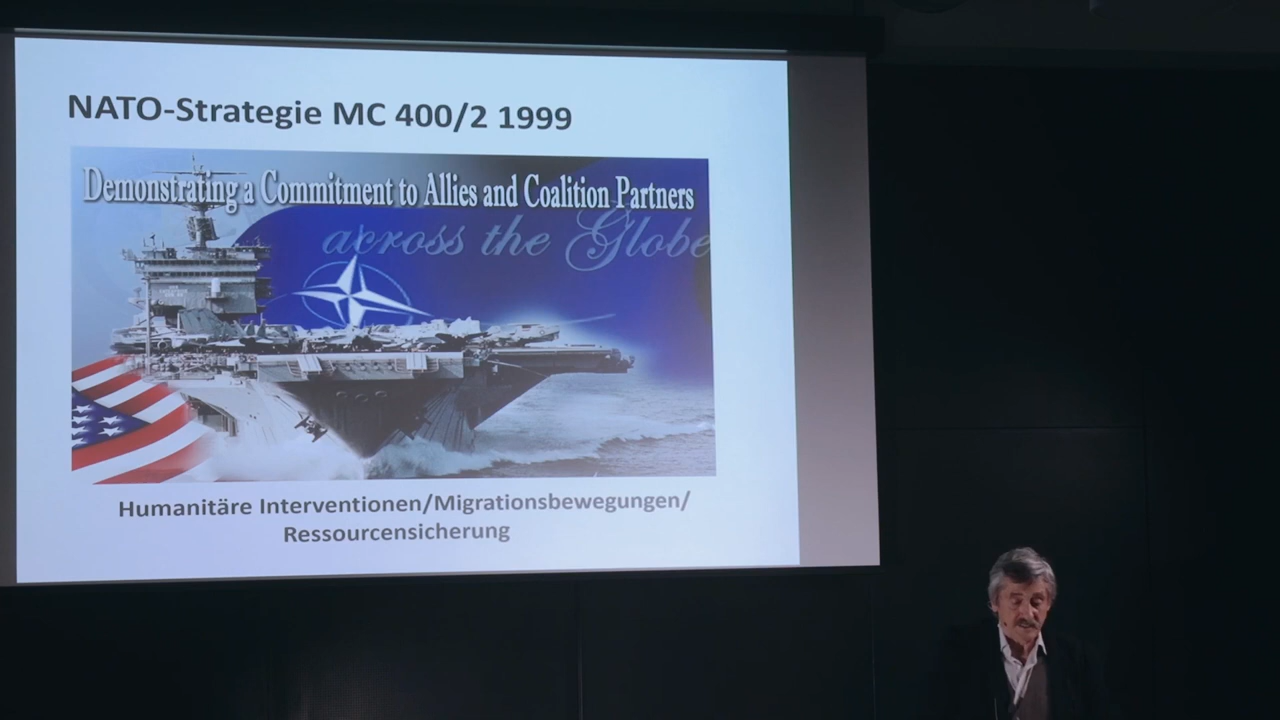 NATO-Strategie MC 400/2 1999
Demonstrating a Commitment to Allies and Coalition Partners
across the Globe
Humanitäre Interventionen/Migrationsbewegungen/
Ressourcensicherung